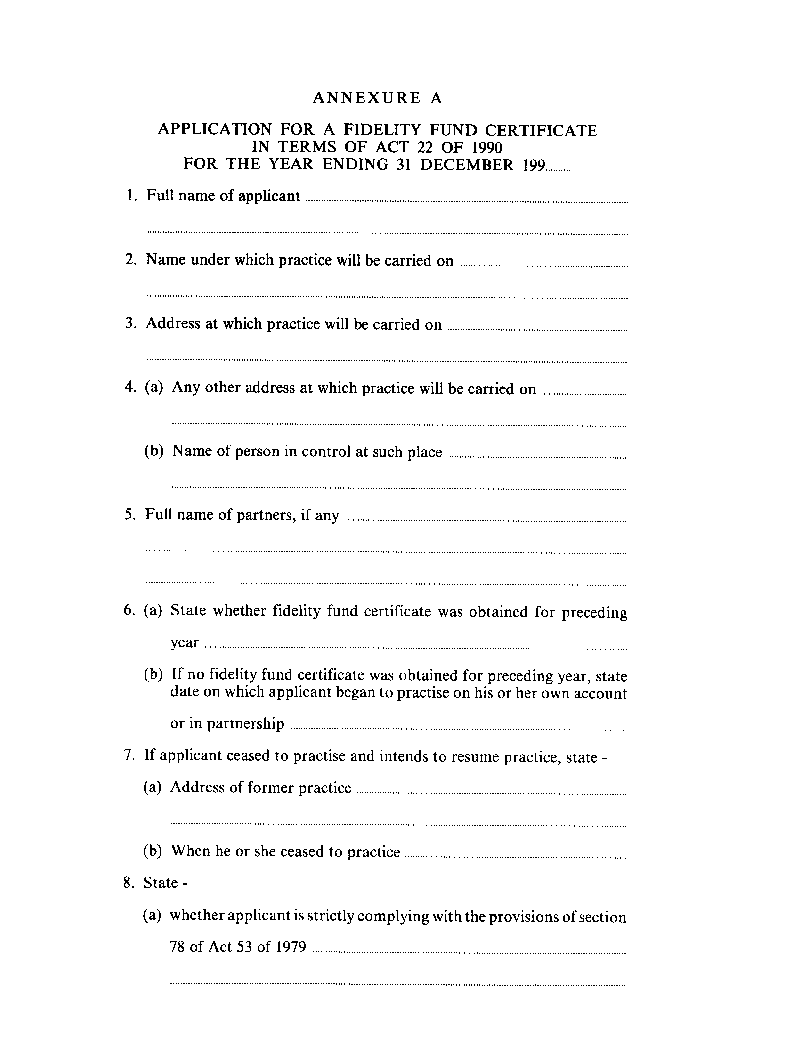 ANNEXURE A
APPLICATION FOR A FIDELITY FUND CERTIFICATE
IN TERMS OF ACT 22 OF 1990
FOR THE YEAR ENDING 31 DECEMBER 199.........
1. Full name of applicant
2. Name under which practice will be carried on
3. Address at which practice will be carried on
4. (a) Any other address at which practice will be carried on
(b) Name of person in control at such place
5. Full name of partners, if any
6. (a) State whether fidelity fund certificate was obtained for preceding
year
(b) If no fidelity fund certificate was obtained for preceding year, state
date on which applicant began to practise on his or her own account
or in partnership
7. If applicant ceased to practise and intends to resume practice, state -
(a) Address of former practice
(b) When he or she ceased to practice
8. State -
(a) whether applicant is strictly complying with the provisions of section
78 of Act 53 of 1979